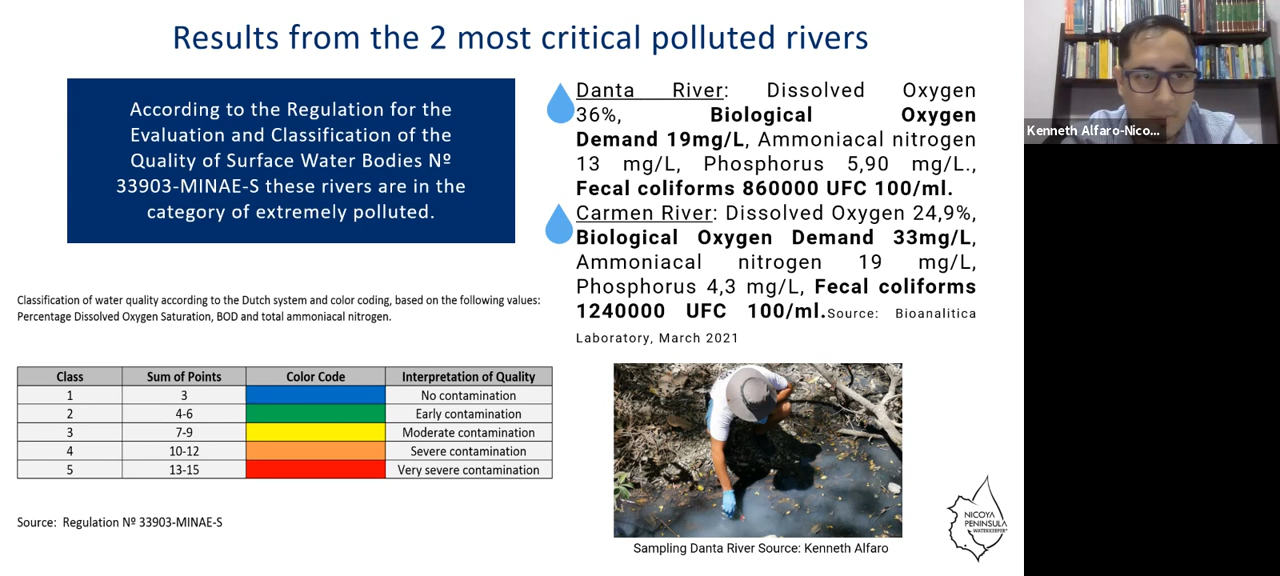 Results from the 2 most critical polluted rivers
According to the Regulation for the
Evaluation and Classification of the
Quality of Surface Water Bodies Nº
33903-MINAE-S these rivers are in the
category of extremely polluted.
Danta River: Dissolved Oxygen
36%, Biological Oxygen
Demand 19mg/L, Ammoniacal nitrogen
13 mg/L, Phosphorus 5,90 mg/L.,
Fecal coliforms 860000 UFC 100/ml.
Carmen River: Dissolved Oxygen 24,9%,
Biological Oxygen Demand 33mg/L,
Ammoniacal nitrogen 19 mg/L,
Phosphorus 4,3 mg/L, Fecal coliforms
1240000 UFC 100/ml.Source: Bioanalitica
Laboratory, March 2021
Classification of water quality according to the Dutch system and color coding, based on the following values:
Percentage Dissolved Oxygen Saturation, BOD and total ammoniacal nitrogen.
Class Sum of Points Color Code Interpretation of Quality
1 3 No contamination
2 4-6 Early contamination
3 7-9 Moderate contamination
4 10-12 Severe contamination
5 13-15 Very severe contamination
Source: Regulation Nº 33903-MINAE-S
Sampling Danta River Source: Kenneth Alfaro
NICOYA
PENINSULA
WATERKEEPER
Kenneth Alfaro-Nico...